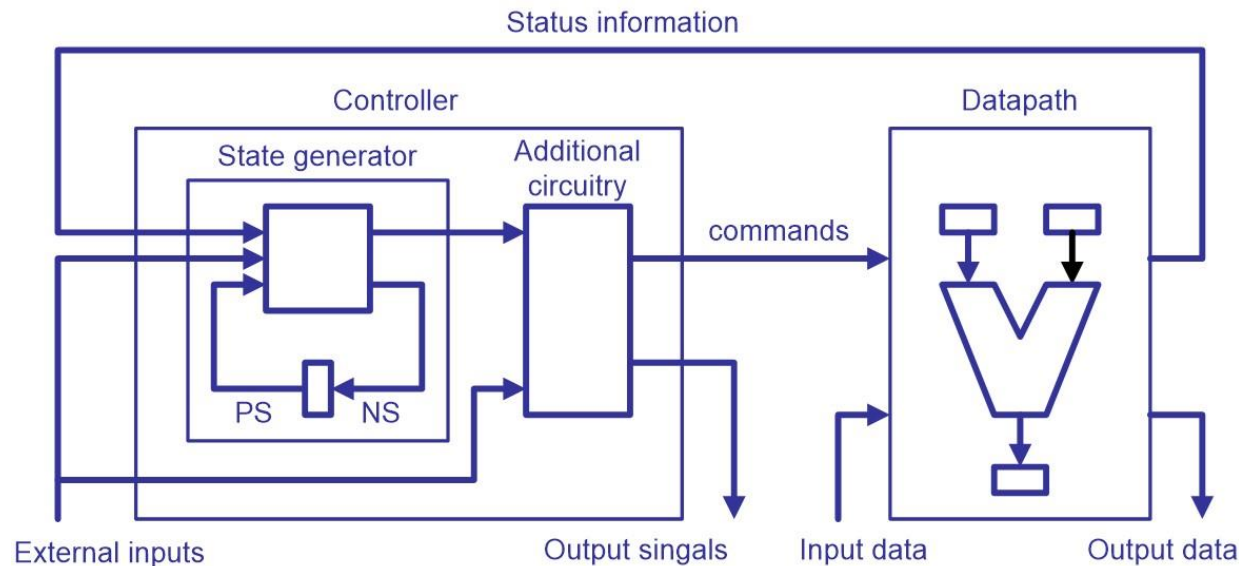 Status information
Controller
Datapath
State generator
Additional
circuitry
commands
PS
NS
External inputs
Output singals
Input data
Output data